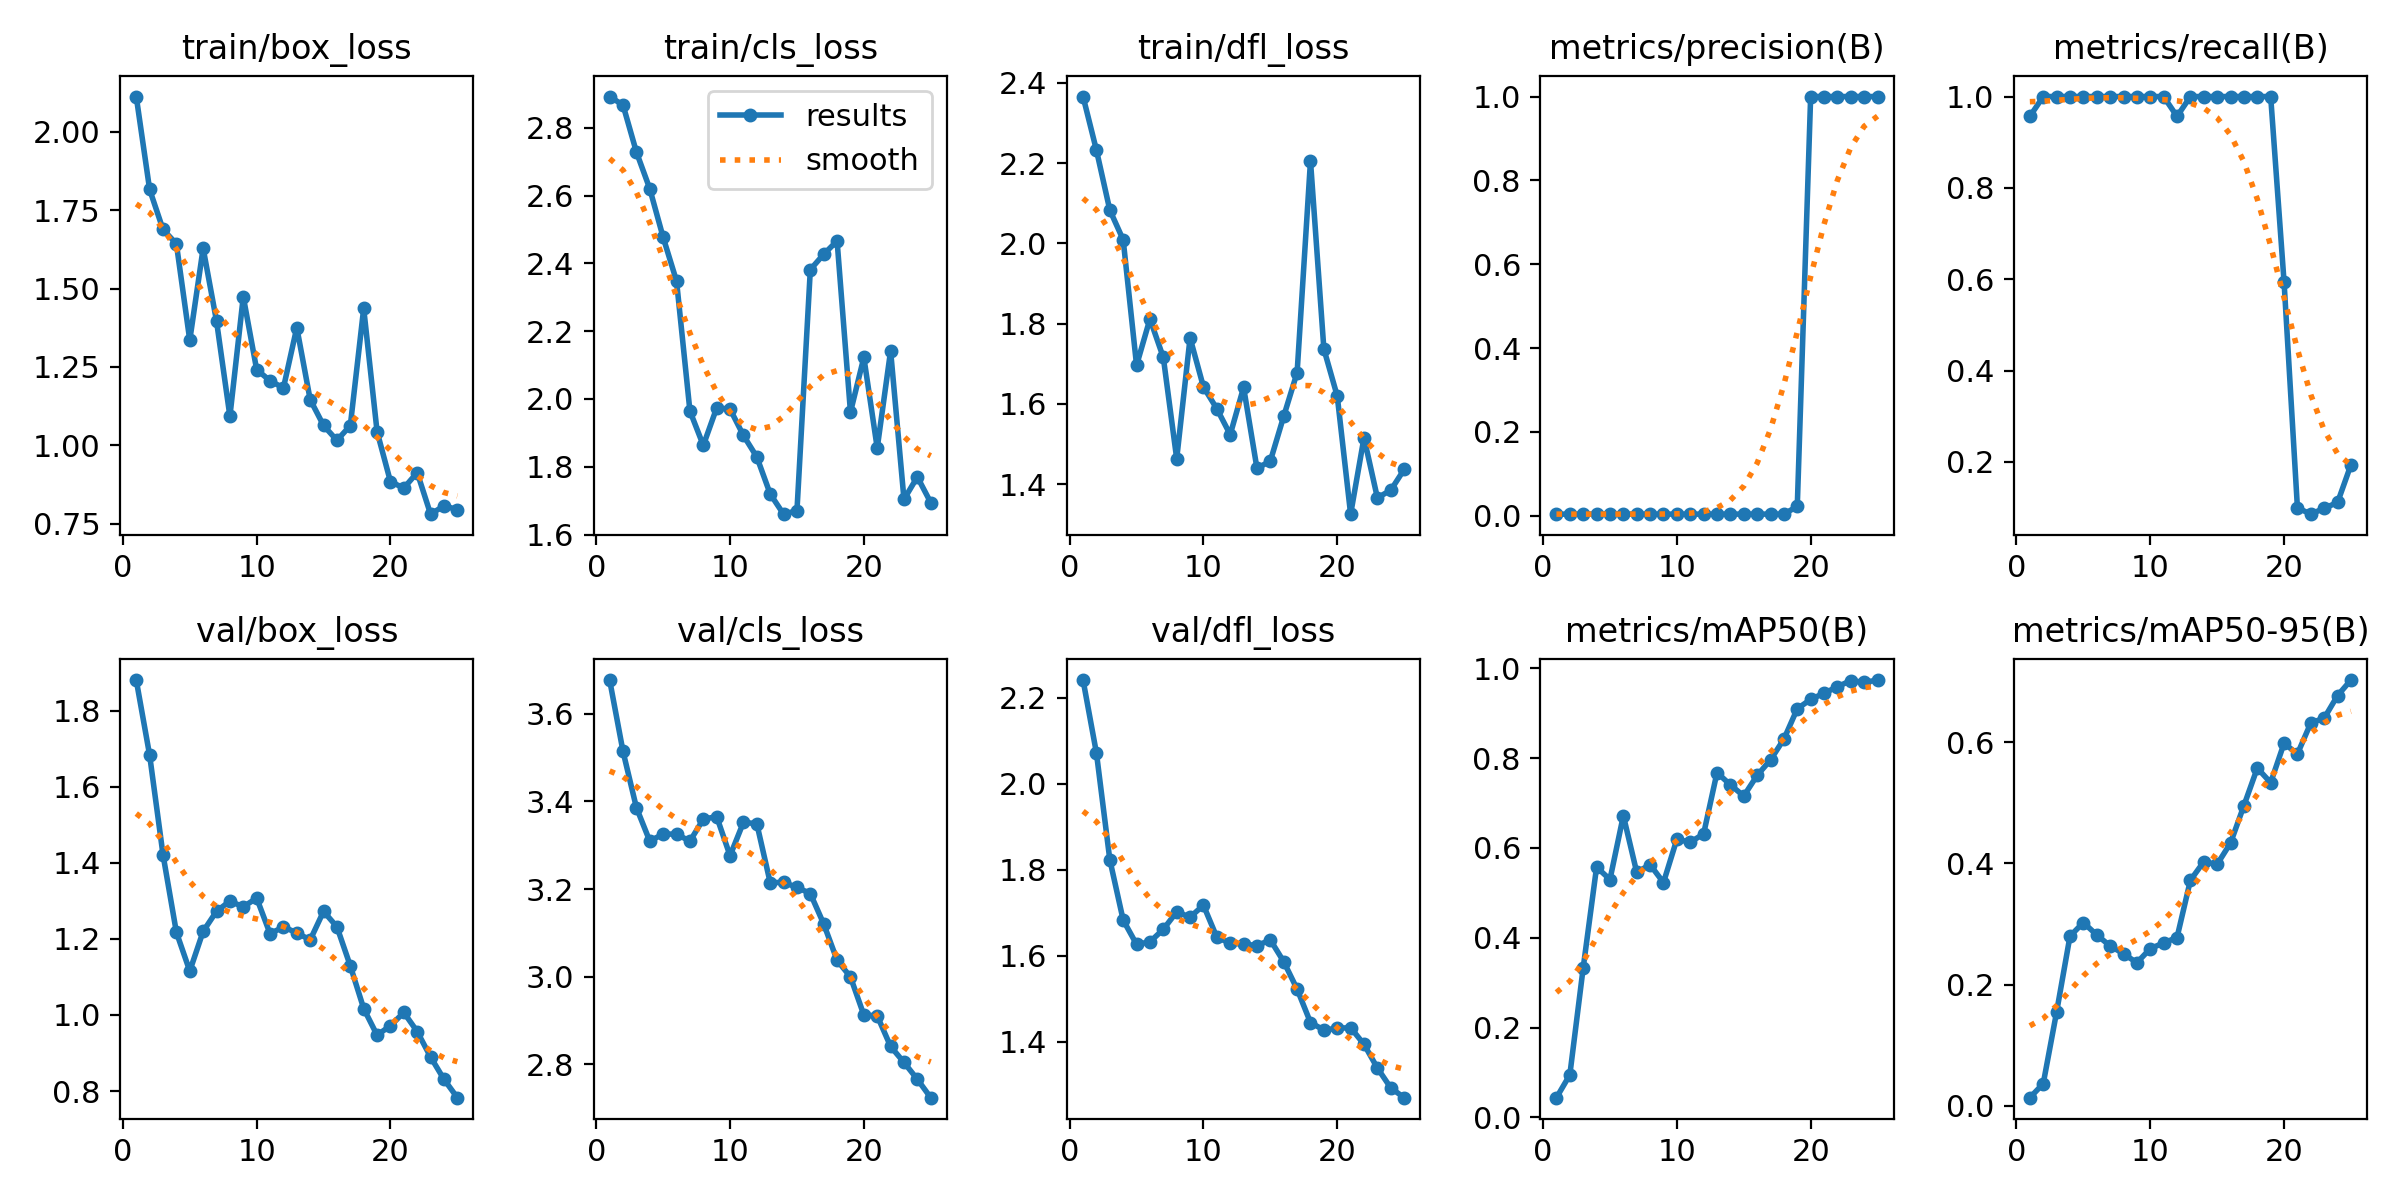 train/box_loss
2.00
1.75
1.50
1.25
1.00
0.75
0 10 20
train/cls_loss
results
smooth
2.8
2.6
2.4
2.2
2.0
1.8
1.6
0 10 20
train/dfl_loss
2.4
2.2
2.0
1.8
1.6
1.4
0 10 20
metrics/precision(B)
1.0
0.8
0.6
0.4
0.2
0.0
0 10 20
metrics/recall(B)
1.0
0.8
0.6
0.4
0.2
0 10 20
val/box_loss
1.8
1.6
1.4
1.2
1.0
0.8
0 10 20
val/cls_loss
3.6
3.4
3.2
3.0
2.8
0 10 20
val/dfl_loss
2.2
2.0
1.8
1.6
1.4
0 10 20
metrics/mAP50(B)
1.0
0.8
0.6
0.4
0.2
0.0
0 10 20
metrics/mAP50-95(B)
0.6
0.4
0.2
0.0
0 10 20